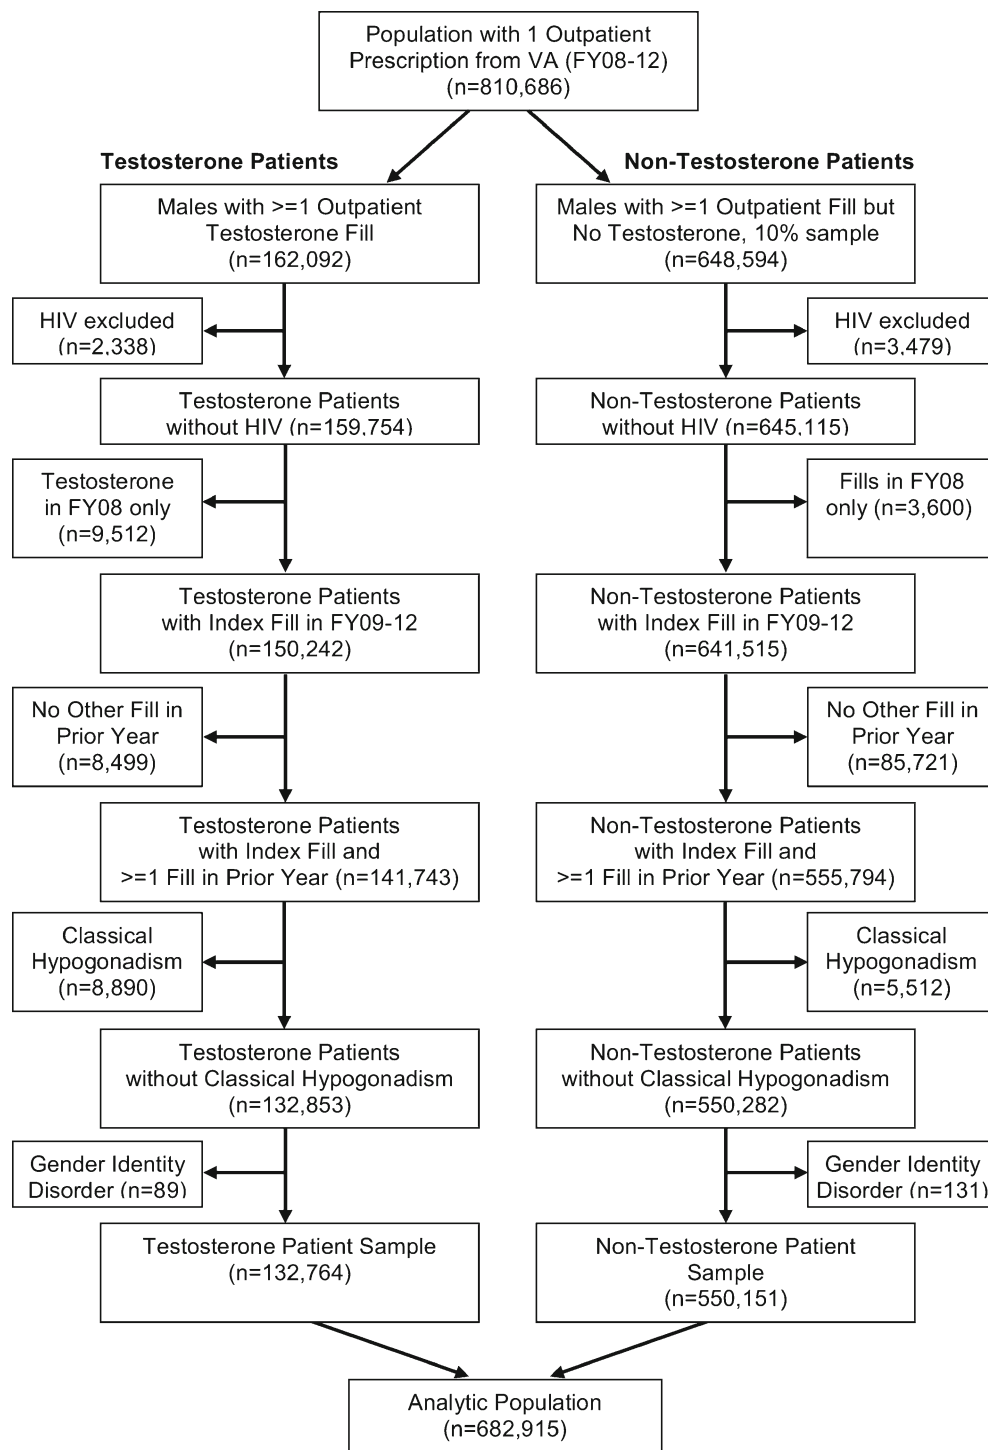 Population with 1 Outpatient
Prescription from VA (FY08-12)
(n=810,686)
Testosterone Patients
Non-Testosterone Patients
Males with >=1 Outpatient
Testosterone Fill
(n=162,092)
Males with >=1 Outpatient Fill but
No Testosterone, 10% sample
(n=648,594)
HIV excluded
(n=2,338)
HIV excluded
(n=3,479)
Testosterone Patients
without HIV (n=159,754)
Non-Testosterone Patients
without HIV (n=645,115)
Testosterone
in FY08 only
(n=9,512)
Fills in FY08
only (n=3,600)
Testosterone Patients
with Index Fill in FY09-12
(n=150,242)
Non-Testosterone Patients
with Index Fill in FY09-12
(n=641,515)
No Other Fill in
Prior Year
(n=8,499)
No Other Fill in
Prior Year
(n=85,721)
Testosterone Patients
with Index Fill and
>=1 Fill in Prior Year (n=141,743)
Non-Testosterone Patients
with Index Fill and
>=1 Fill in Prior Year (n=555,794)
Classical
Hypogonadism
(n=8,890)
Classical
Hypogonadism
(n=5,512)
Testosterone Patients
without Classical Hypogonadism
(n=132,853)
Non-Testosterone Patients
without Classical Hypogonadism
(n=550,282)
Gender Identity
Disorder (n=89)
Gender Identity
Disorder (n=131)
Testosterone Patient Sample
(n=132,764)
Non-Testosterone Patient
Sample
(n=550,151)
Analytic Population
(n=682,915)